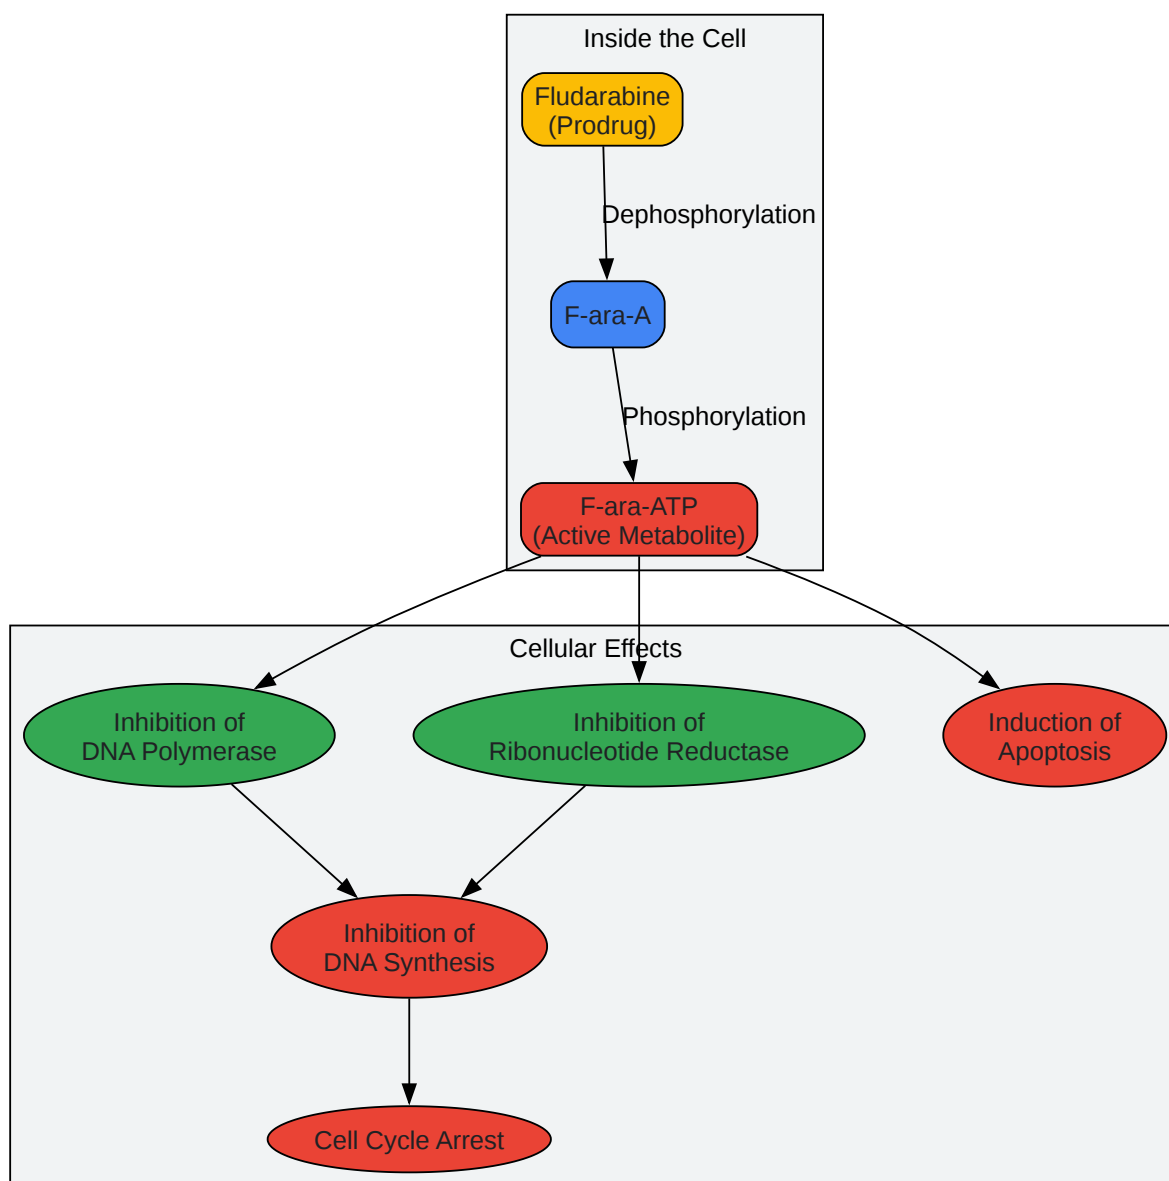 Inside the Cell
Fludarabine
(Prodrug)
Dephosphorylation
F-ara-A
Phosphorylation
F-ara-ATP
(Active Metabolite)
Cellular Effects
Inhibition of
DNA Polymerase
Inhibition of
Ribonucleotide Reductase
Induction of
Apoptosis
Inhibition of
DNA Synthesis
Cell Cycle Arrest